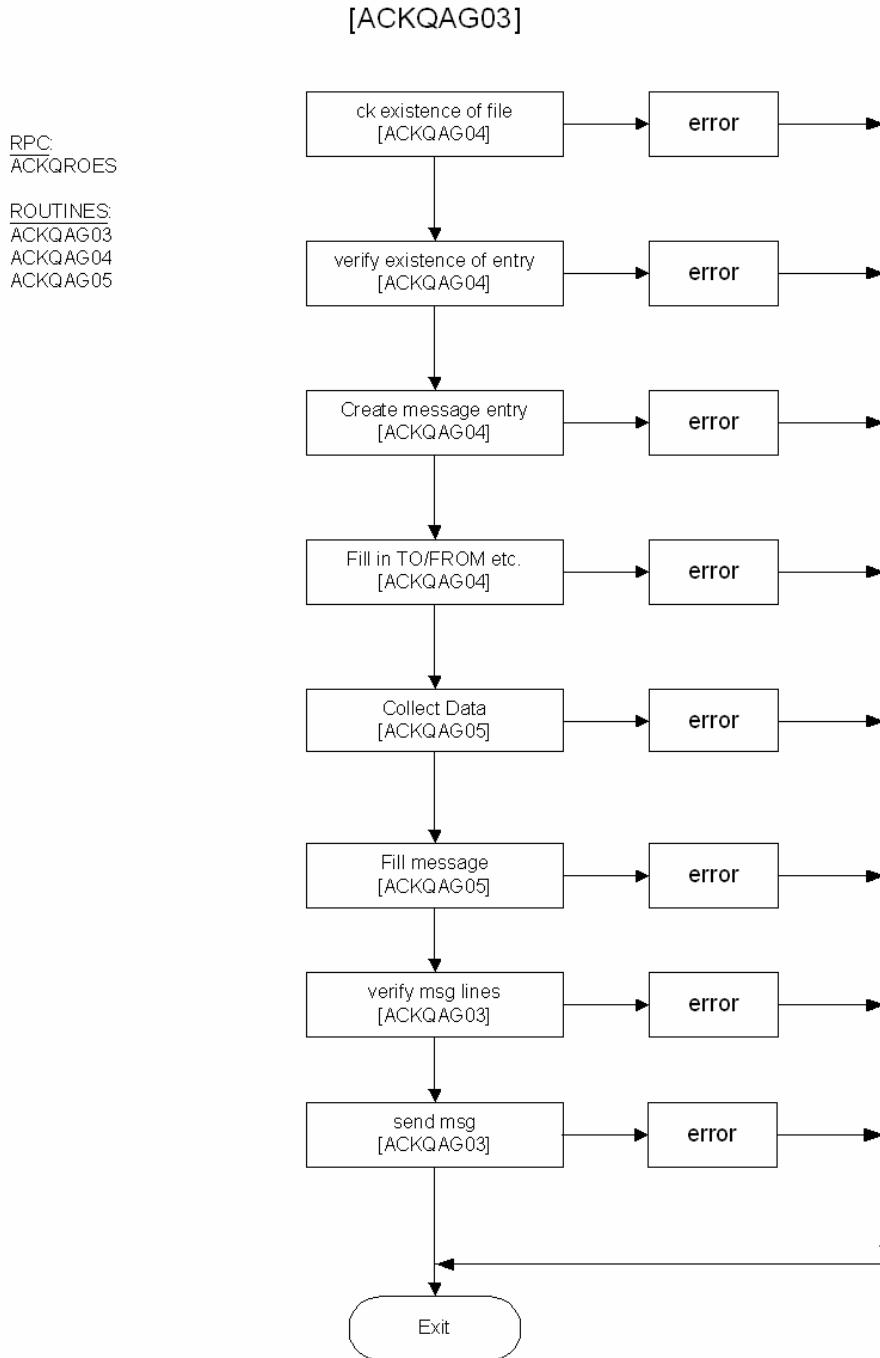 [ACKQAG03]
RPC:
ACKQROES
ROUTINES:
ACKQAG03
ACKQAG04
ACKQAG05
ck existence of file
[ACKQAG04]
error
verify existence of entry
[ACKQAG04]
error
Create message entry
[ACKQAG04]
error
Fill in TO/FROM etc.
[ACKQAG04]
error
Collect Data
[ACKQAG05]
error
Fill message
[ACKQAG05]
error
verify msg lines
[ACKQAG03]
error
send msg
[ACKQAG03]
error
Exit